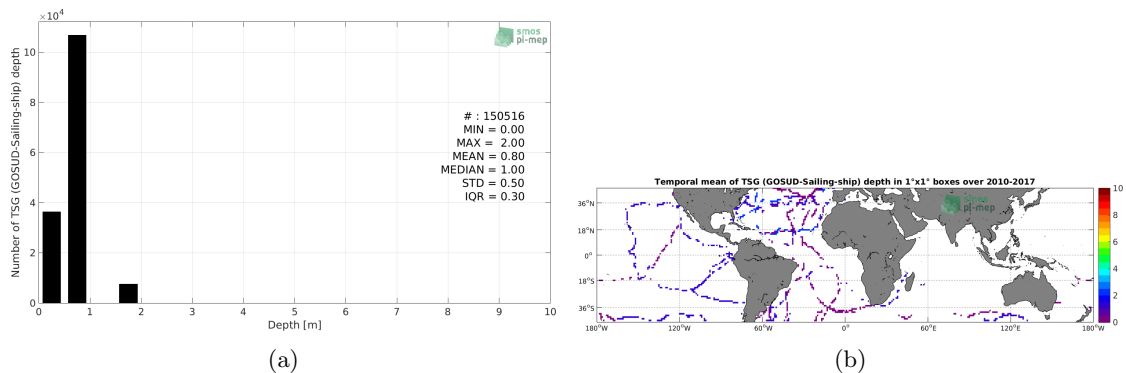 ×10⁴
smos
pi-mep
Number of TSG (GOSUD-Sailing-ship) depth
10
8
6
4
2
0
# : 150516
MIN = 0.00
MAX = 2.00
MEAN = 0.80
MEDIAN = 1.00
STD = 0.50
IQR = 0.30
0 1 2 3 4 5 6 7 8 9 10
Depth [m]
(a)
Temporal mean of TSG (GOSUD-Sailing-ship) depth in 1°x1° boxes over 2010-2017
smos
pi-mep
36°N
18°N
0°
18°S
36°S
180°W 120°W 60°W 0° 60°E 120°E 180°W
10
8
6
4
2
0
(b)